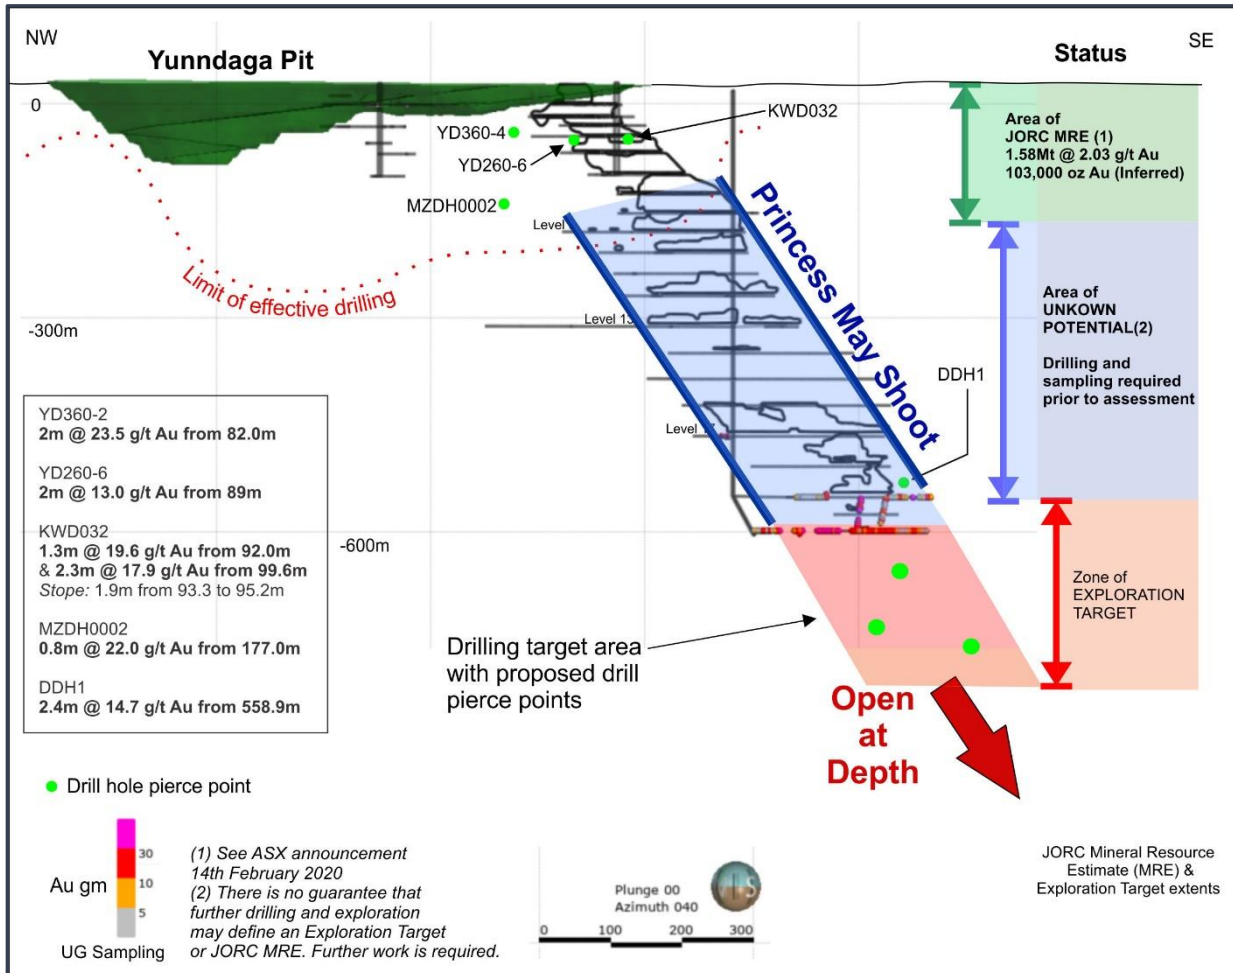 NW
Yunndaga Pit
Status
SE
0
-300m
-600m
YD360-4
YD260-6
KWD032
MZDH0002
Level
Level 13
Level
Limit of effective drilling
Princess May Shoot
DDH1
Area of
JORC MRE (1)
1.58Mt @ 2.03 g/t Au
103,000 oz Au (Inferred)
Area of
UNKOWN
POTENTIAL(2)
Drilling and
sampling required
prior to assessment
Zone of
EXPLORATION
TARGET
YD360-2
2m @ 23.5 g/t Au from 82.0m
YD260-6
2m @ 13.0 g/t Au from 89m
KWD032
1.3m @ 19.6 g/t Au from 92.0m
& 2.3m @ 17.9 g/t Au from 99.6m
Stope: 1.9m from 93.3 to 95.2m
MZDH0002
0.8m @ 22.0 g/t Au from 177.0m
DDH1
2.4m @ 14.7 g/t Au from 558.9m
Drilling target area
with proposed drill
pierce points
Open
at
Depth
Drill hole pierce point
30
10
5
Au gm
UG Sampling
(1) See ASX announcement
14th February 2020
(2) There is no guarantee that
further drilling and exploration
may define an Exploration Target
or JORC MRE. Further work is required.
Plunge 00
Azimuth 040
0 100 200 300
JORC Mineral Resource
Estimate (MRE) &
Exploration Target extents